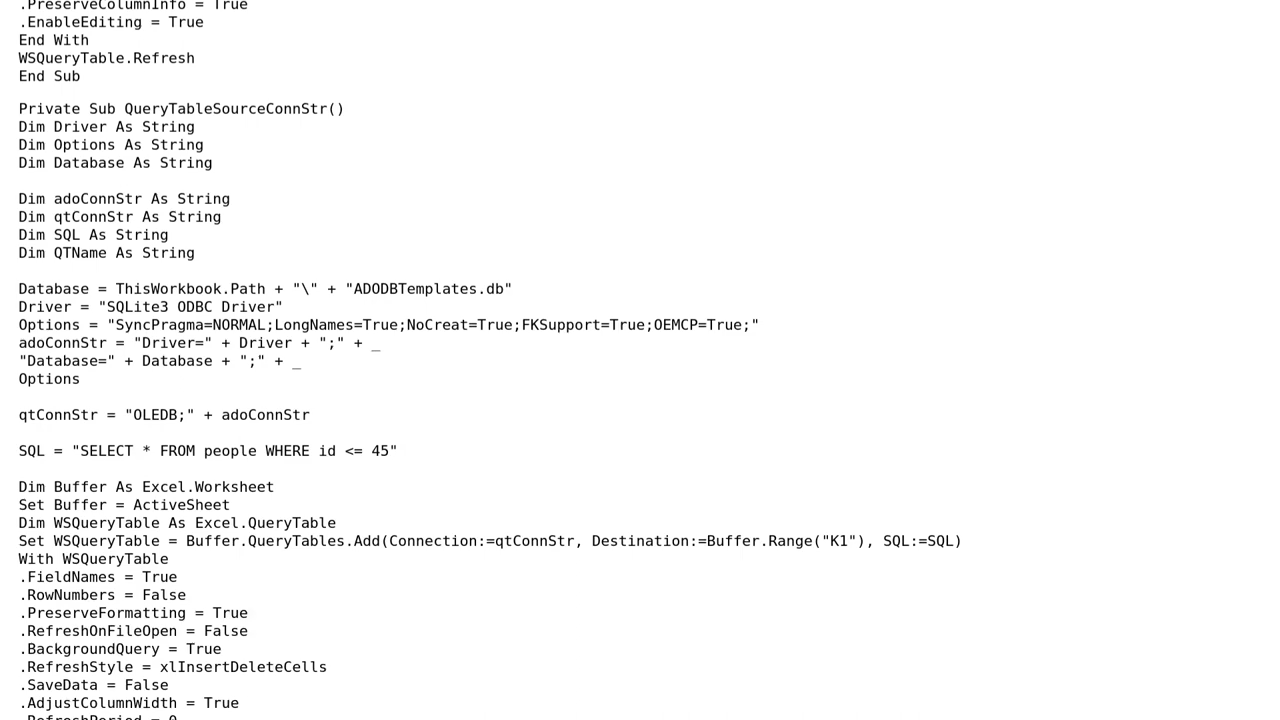 .PreserveColumnInfo = True
.EnableEditing = True
End With
WSQueryTable.Refresh
End Sub
Private Sub QueryTableSourceConnStr()
Dim Driver As String
Dim Options As String
Dim Database As String
Dim adoConnStr As String
Dim qtConnStr As String
Dim SQL As String
Dim QTName As String
Database = ThisWorkbook.Path + "\" + "ADODBTemplates.db"
Driver = "SQLite3 ODBC Driver"
Options = "SyncPragma=NORMAL;LongNames=True;NoCreat=True;FKSupport=True;OEMCP=True;"
adoConnStr = "Driver=" + Driver + ";" + _
"Database=" + Database + ";" + _
Options
qtConnStr = "OLEDB;" + adoConnStr
SQL = "SELECT * FROM people WHERE id <= 45"
Dim Buffer As Excel.Worksheet
Set Buffer = ActiveSheet
Dim WSQueryTable As Excel.QueryTable
Set WSQueryTable = Buffer.QueryTables.Add(Connection:=qtConnStr, Destination:=Buffer.Range("K1"), SQL:=SQL)
With WSQueryTable
.FieldNames = True
.RowNumbers = False
.PreserveFormatting = True
.RefreshOnFileOpen = False
.BackgroundQuery = True
.RefreshStyle = xlInsertDeleteCells
.SaveData = False
.AdjustColumnWidth = True
.RefreshPeriod = 0